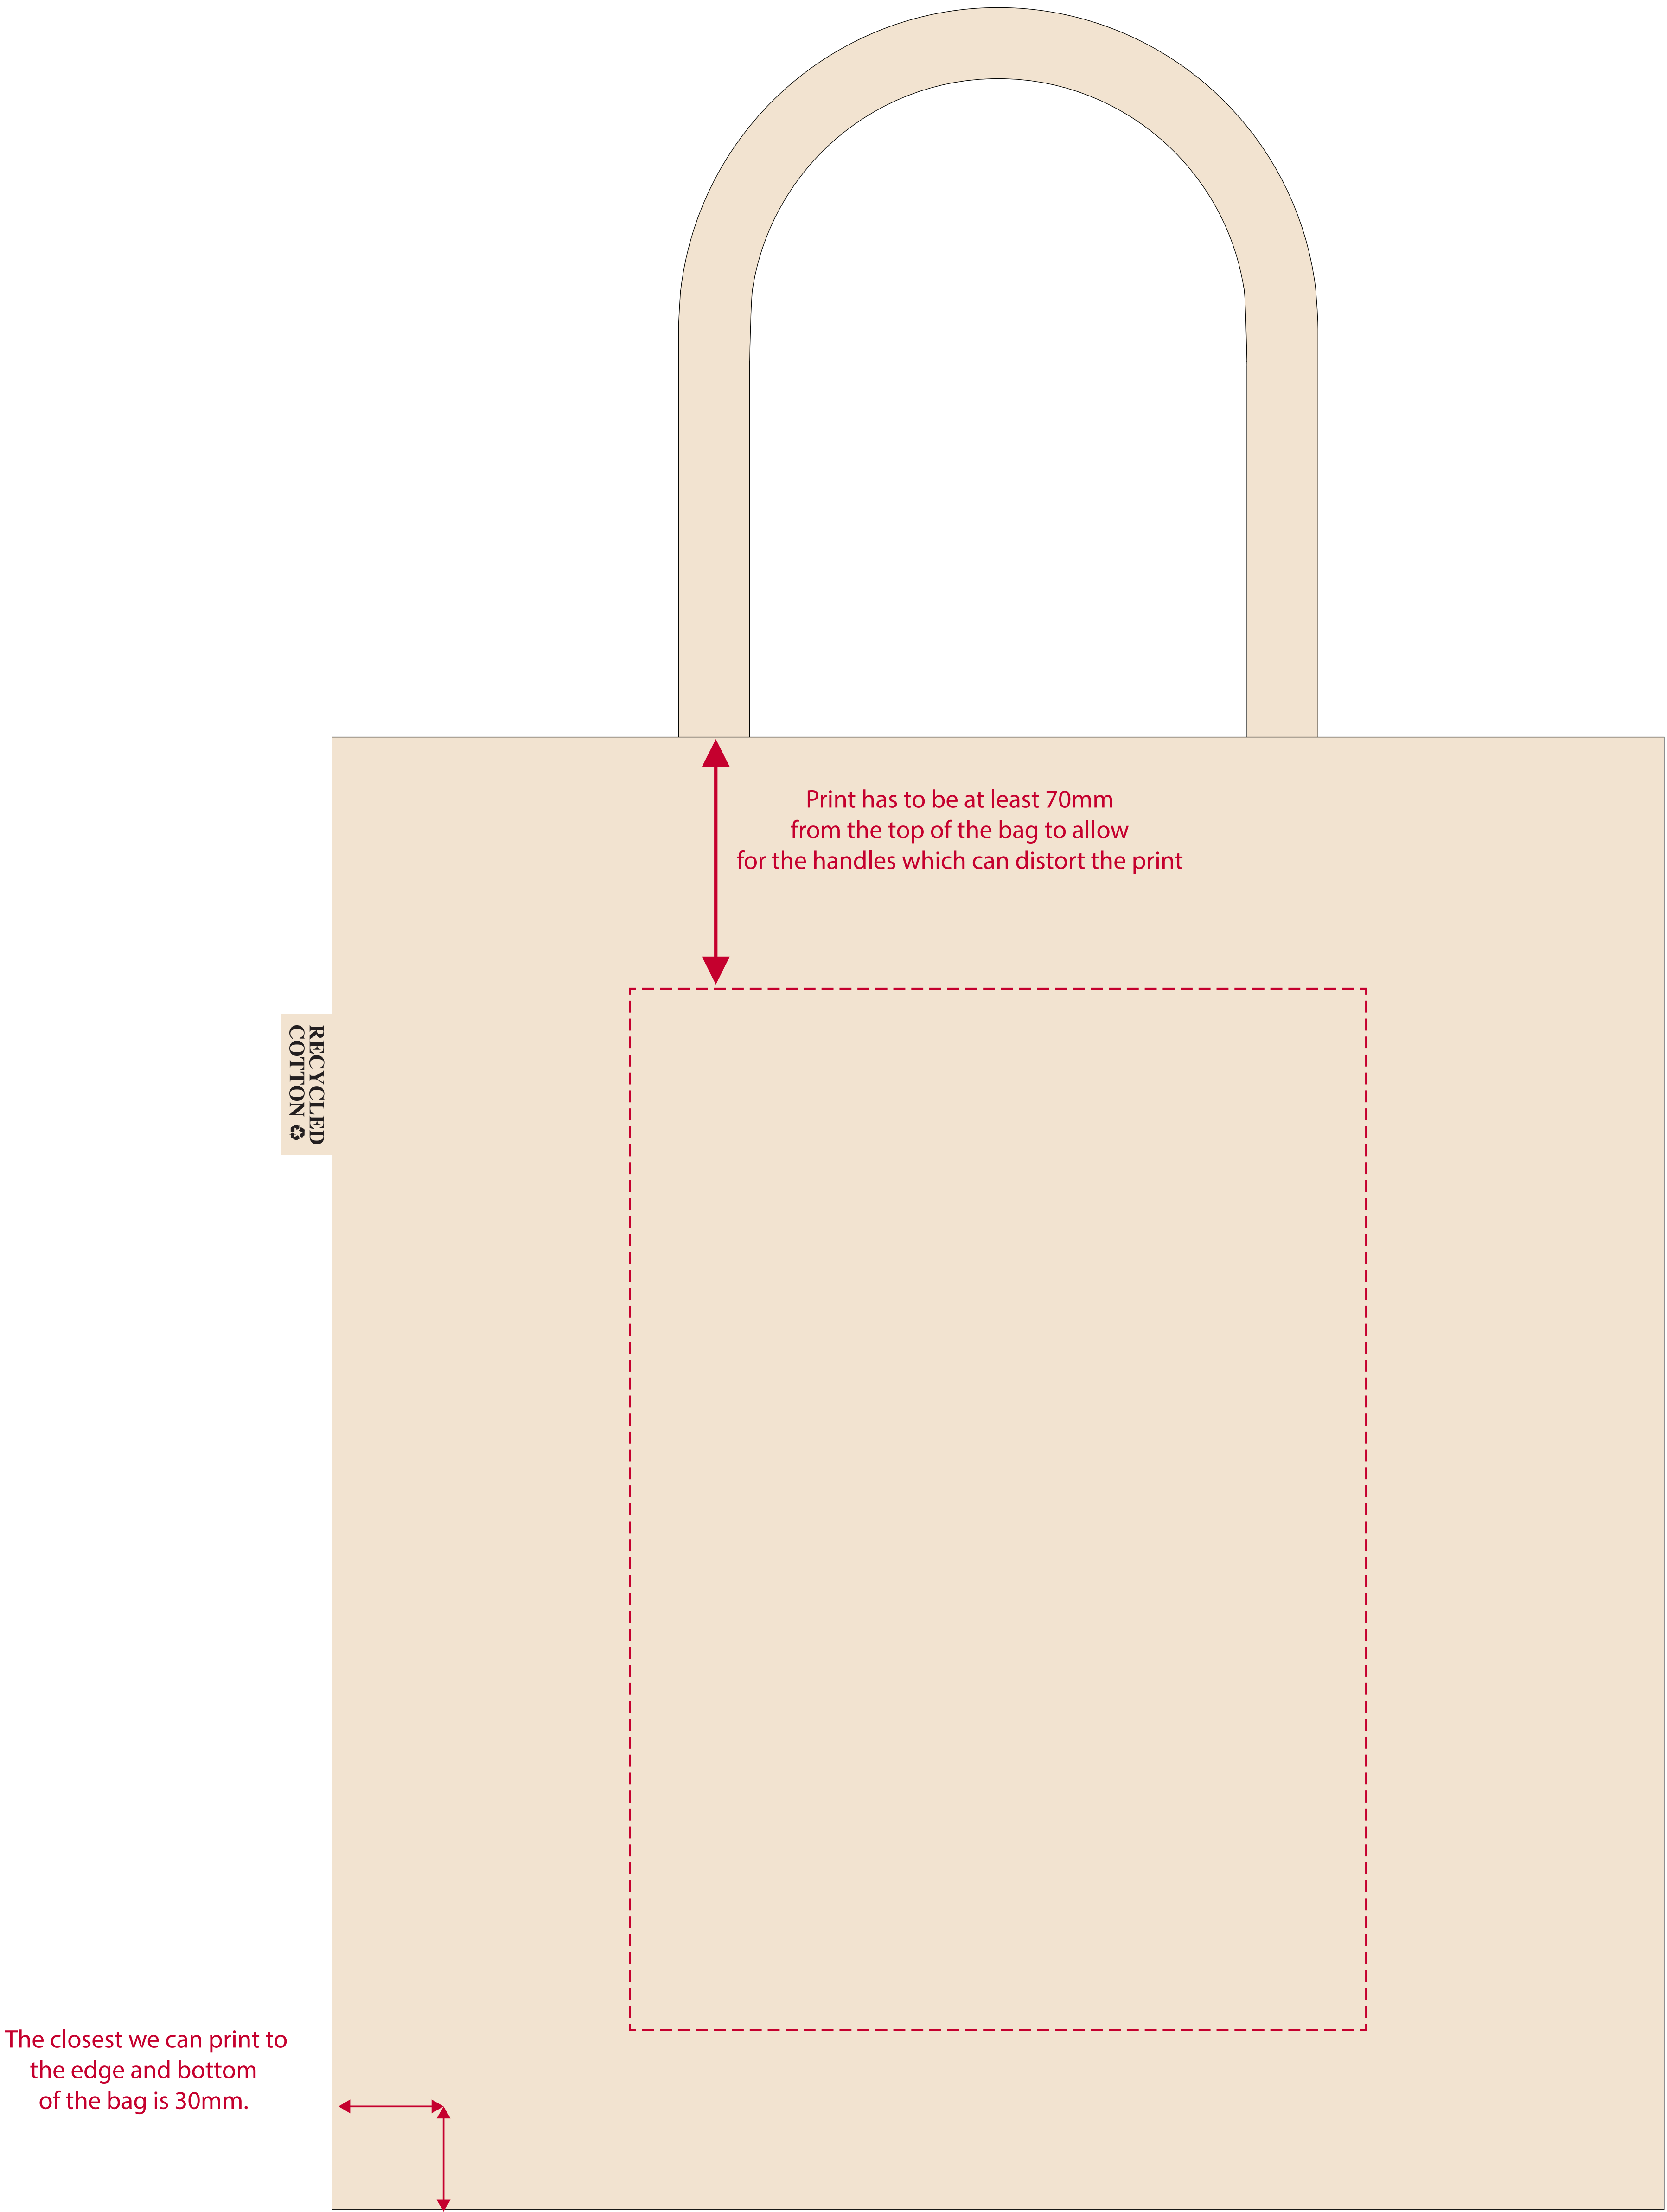 Print has to be at least 70mm
from the top of the bag to allow
for the handles which can distort the print
RECYCLED
COTTON
The closest we can print to
the edge and bottom
of the bag is 30mm.